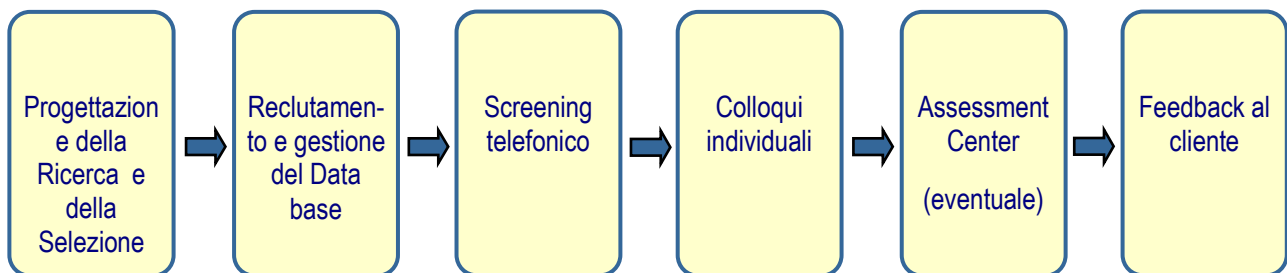 Progettazion
e della
Ricerca e
della
Selezione
Reclutamen-
to e gestione
del Data
base
Screening
telefonico
Colloqui
individuali
Assessment
Center
(eventuale)
Feedback al
cliente